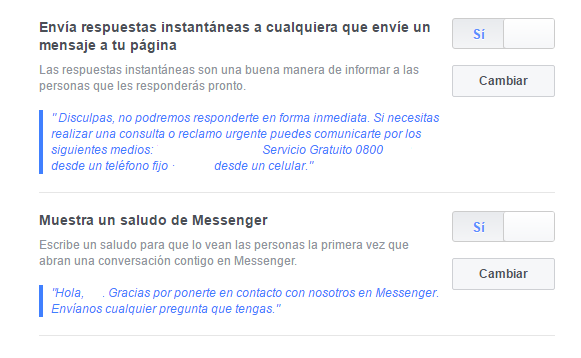 Envía respuestas instantáneas a cualquiera que envíe un
mensaje a tu página
Sí
Las respuestas instantáneas son una buena manera de informar a las
personas que les responderás pronto.
Cambiar
"Disculpas, no podremos responderte en forma inmediata. Si necesitas
realizar una consulta o reclamo urgente puedes comunicarte por los
siguientes medios: Servicio Gratuito 0800
desde un teléfono fijo · desde un celular."
Muestra un saludo de Messenger
Sí
Escribe un saludo para que lo vean las personas la primera vez que
abran una conversación contigo en Messenger.
Cambiar
"Hola, . Gracias por ponerte en contacto con nosotros en Messenger.
Envíanos cualquier pregunta que tengas."